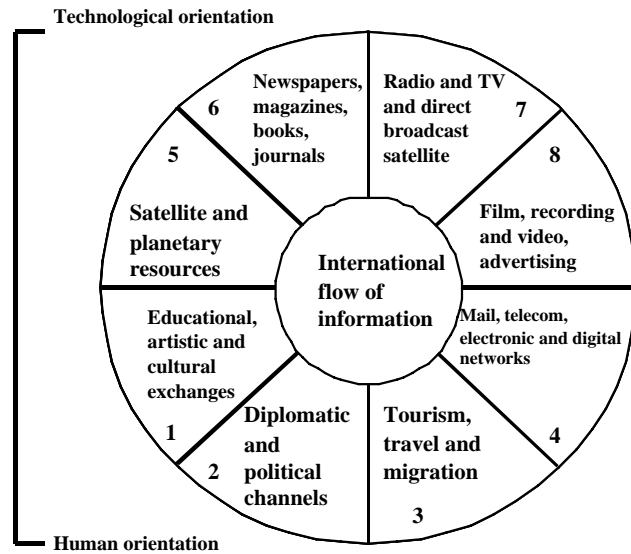 Technological orientation
6
Newspapers,
magazines,
books,
journals
Radio and TV
and direct
broadcast
satellite
7
5
Satellite and
planetary
resources
8
Film, recording
and video,
advertising
International
flow of
information
Educational,
artistic and
cultural
exchanges
1
Diplomatic
and
political
channels
2
Tourism,
travel and
migration
3
Mail, telecom,
electronic and digital
networks
4
Human orientation